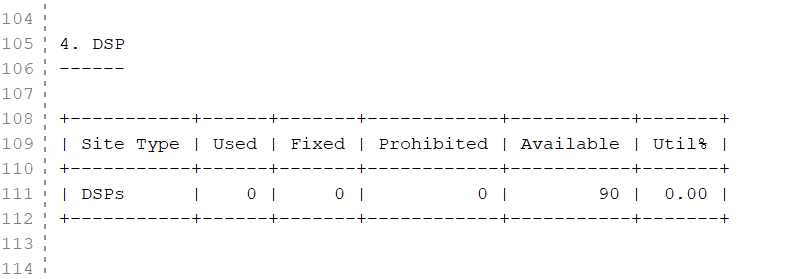 104
105 4. DSP
106 ------
107
108 +-----------+------+-------+------------+-----------+-------+
109 | Site Type | Used | Fixed | Prohibited | Available | Util% |
110 +-----------+------+-------+------------+-----------+-------+
111 | DSPs      |    0 |     0 |          0 |        90 |  0.00 |
112 +-----------+------+-------+------------+-----------+-------+
113
114